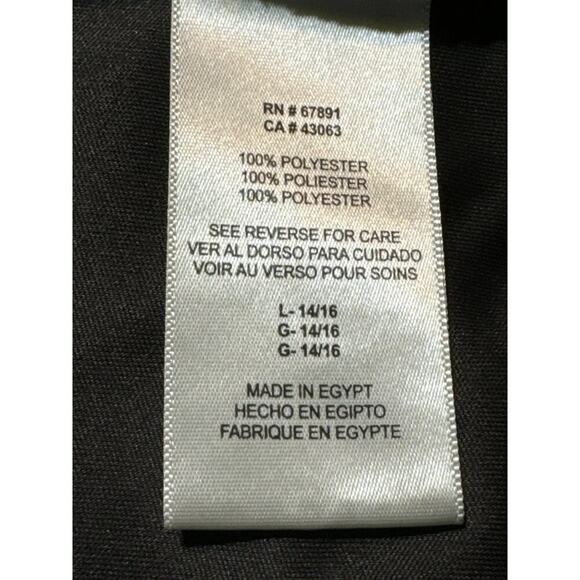 RN # 67891
CA # 43063
100% POLYESTER
100% POLIESTER
100% POLYESTER
SEE REVERSE FOR CARE
VER AL DORSO PARA CUIDADO
VOIR AU VERSO POUR SOINS
L- 14/16
G- 14/16
G- 14/16
MADE IN EGYPT
HECHO EN EGIPTO
FABRIQUE EN EGYPTE